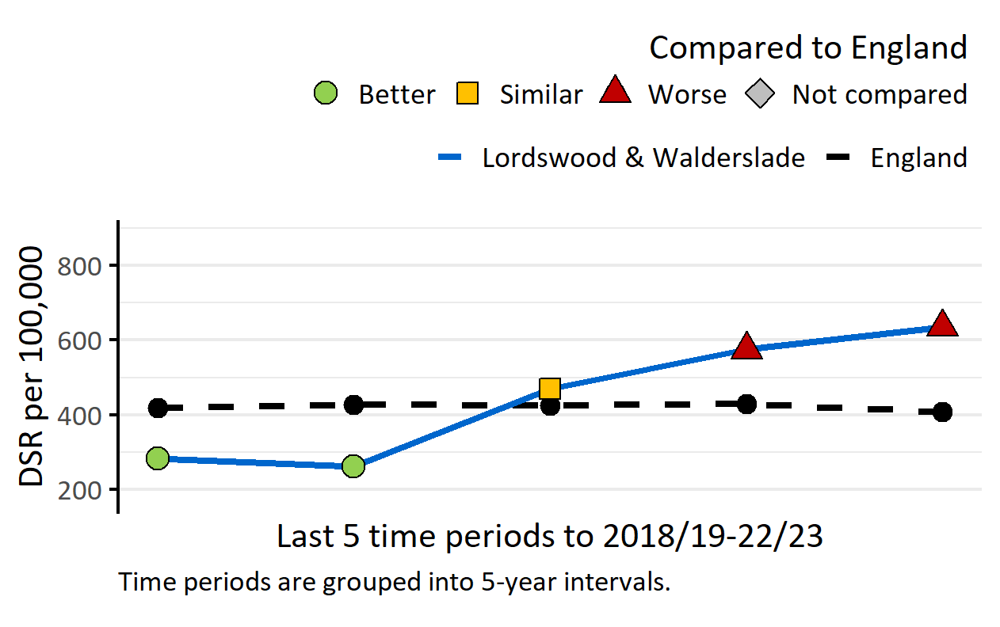 Compared to England
Better Similar Worse Not compared
Lordswood & Walderslade England
DSR per 100,000
800
600
400
200
Last 5 time periods to 2018/19-22/23
Time periods are grouped into 5-year intervals.